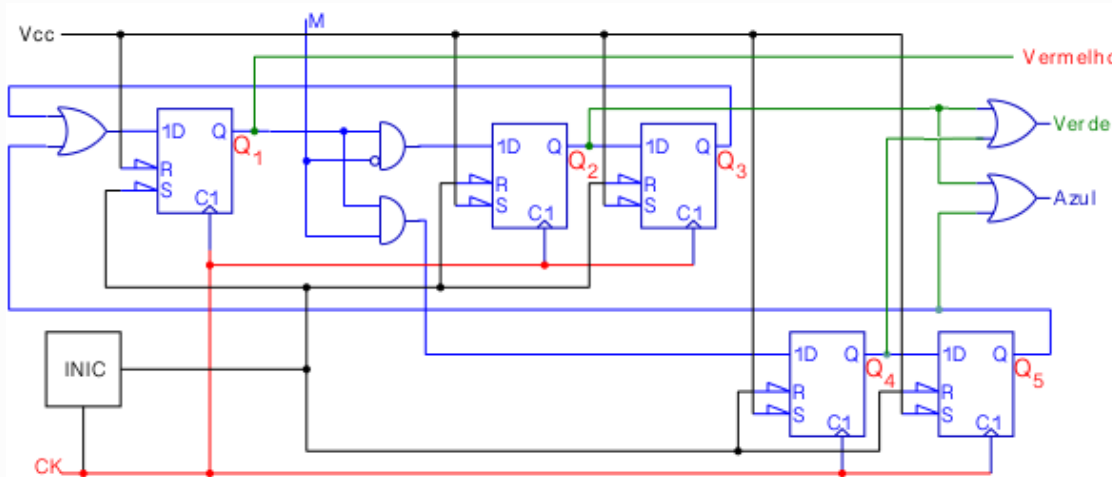 M
Vcc
Vermelho
1D Q
Q1
R
S
C1
1D Q
Q2
R
S
C1
1D Q
Q3
R
S
C1
Verde
Azul
INIC
1D Q
Q4
R
S
C1
1D Q
Q5
R
S
C1
CK